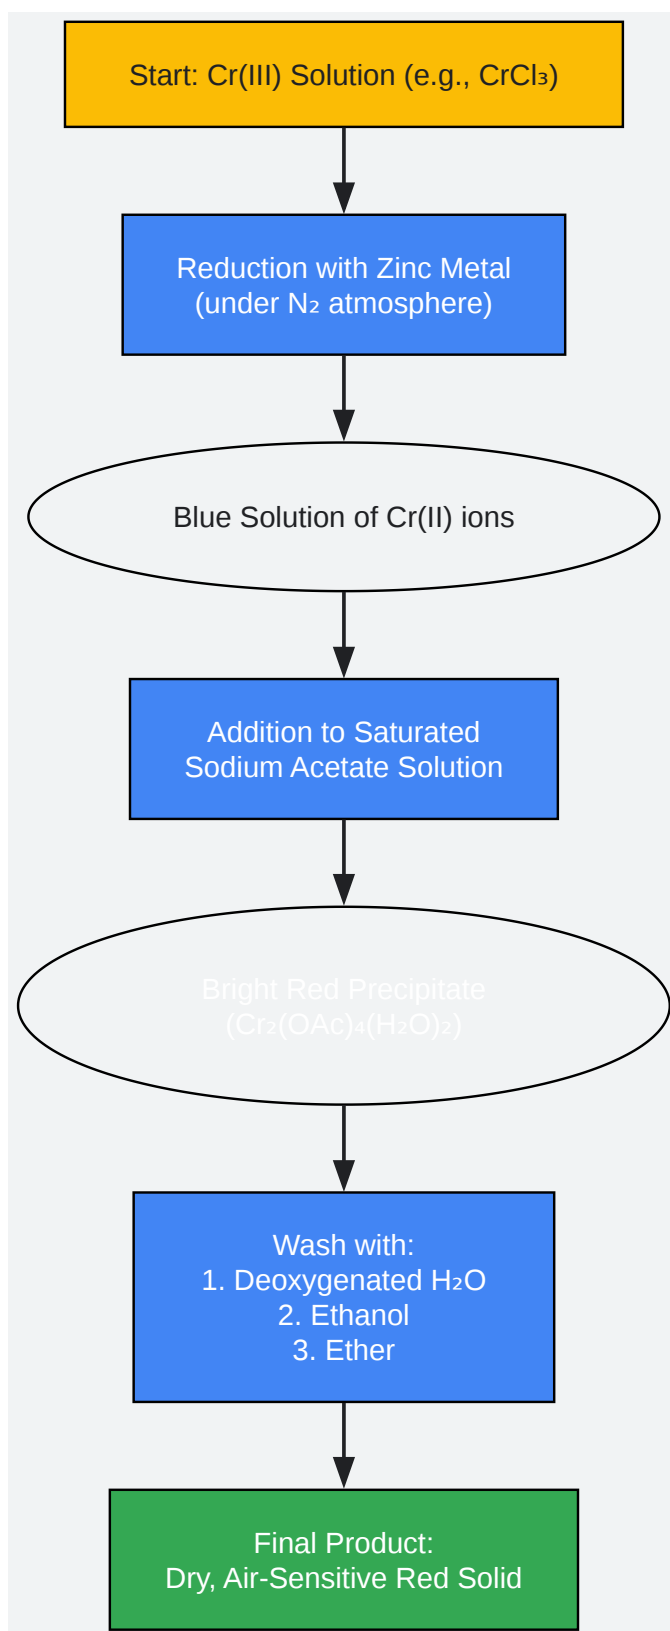 Start: Cr(III) Solution (e.g., CrCl₃)
Reduction with Zinc Metal
(under N₂ atmosphere)
Blue Solution of Cr(II) ions
Addition to Saturated
Sodium Acetate Solution
Bright Red Precipitate
(Cr₂(OAc)₄(H₂O)₂)
Wash with:
1. Deoxygenated H₂O
2. Ethanol
3. Ether
Final Product:
Dry, Air-Sensitive Red Solid